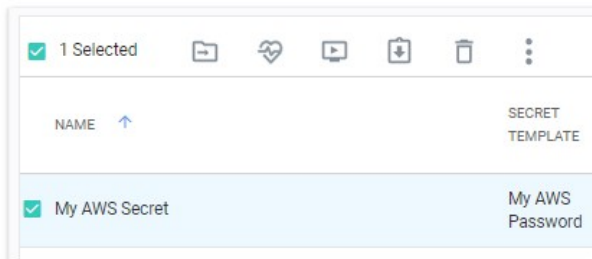 1 Selected
NAME
SECRET
TEMPLATE
My AWS Secret
My AWS
Password